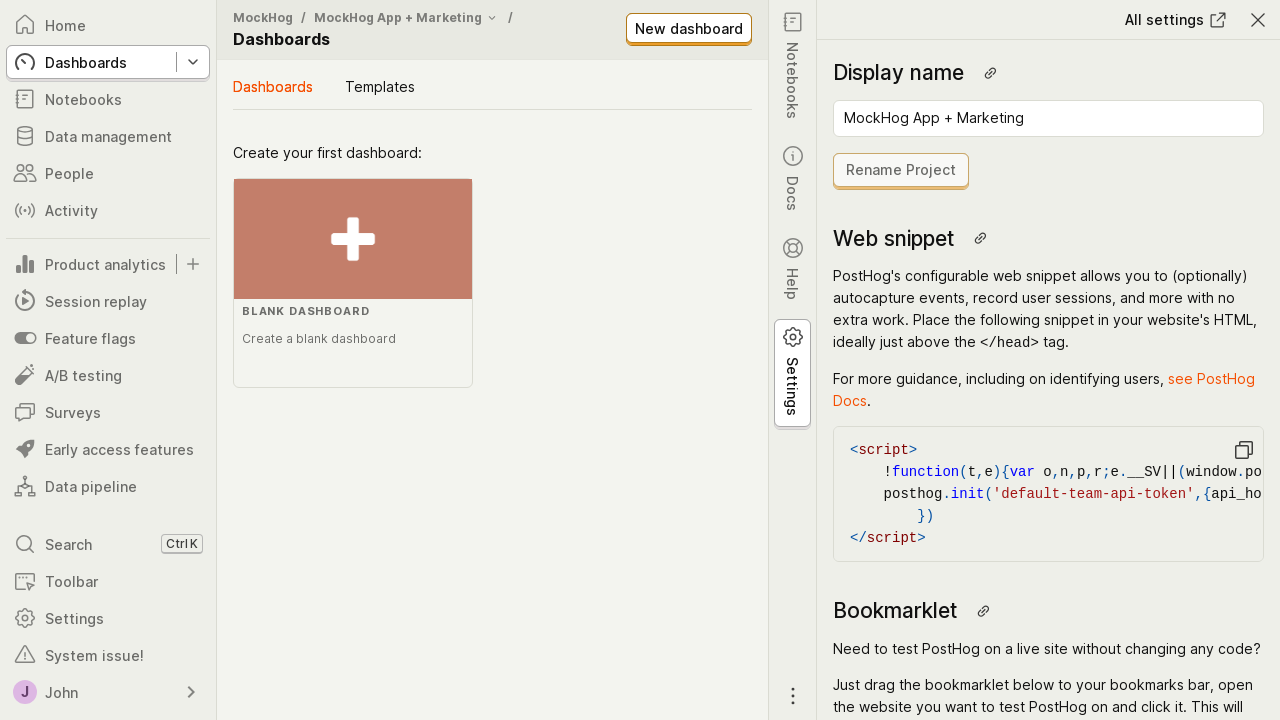 Home
Dashboards
Notebooks
Data management
People
Activity
Product analytics
Session replay
Feature flags
A/B testing
Surveys
Early access features
Data pipeline
Search CtrlK
Toolbar
Settings
System issue!
J John
MockHog / MockHog App + Marketing /
Dashboards
New dashboard
Dashboards Templates
Create your first dashboard:
BLANK DASHBOARD
Create a blank dashboard
Notebooks
Docs
Help
Settings
All settings
Display name
MockHog App + Marketing
Rename Project
Web snippet
PostHog's configurable web snippet allows you to (optionally)
autocapture events, record user sessions, and more with no
extra work. Place the following snippet in your website's HTML,
ideally just above the </head> tag.
For more guidance, including on identifying users, see PostHog
Docs.
<script>
!function(t,e){var o,n,p,r;e.__SV||(window.po
posthog.init('default-team-api-token',{api_ho
})
</script>
Bookmarklet
Need to test PostHog on a live site without changing any code?
Just drag the bookmarklet below to your bookmarks bar, open
the website you want to test PostHog on and click it. This will